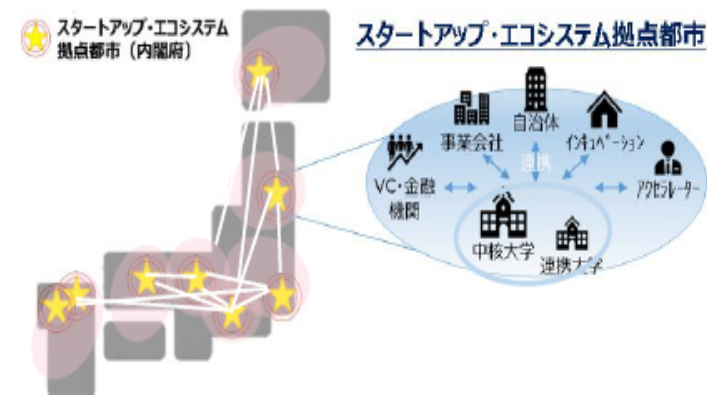 スタートアップ・エコシステム
拠点都市（内閣府）
スタートアップ・エコシステム拠点都市
自治体
事業会社
インキュベーション
連携
VC・金融
機関
アクセラレーター
中核大学
連携大学